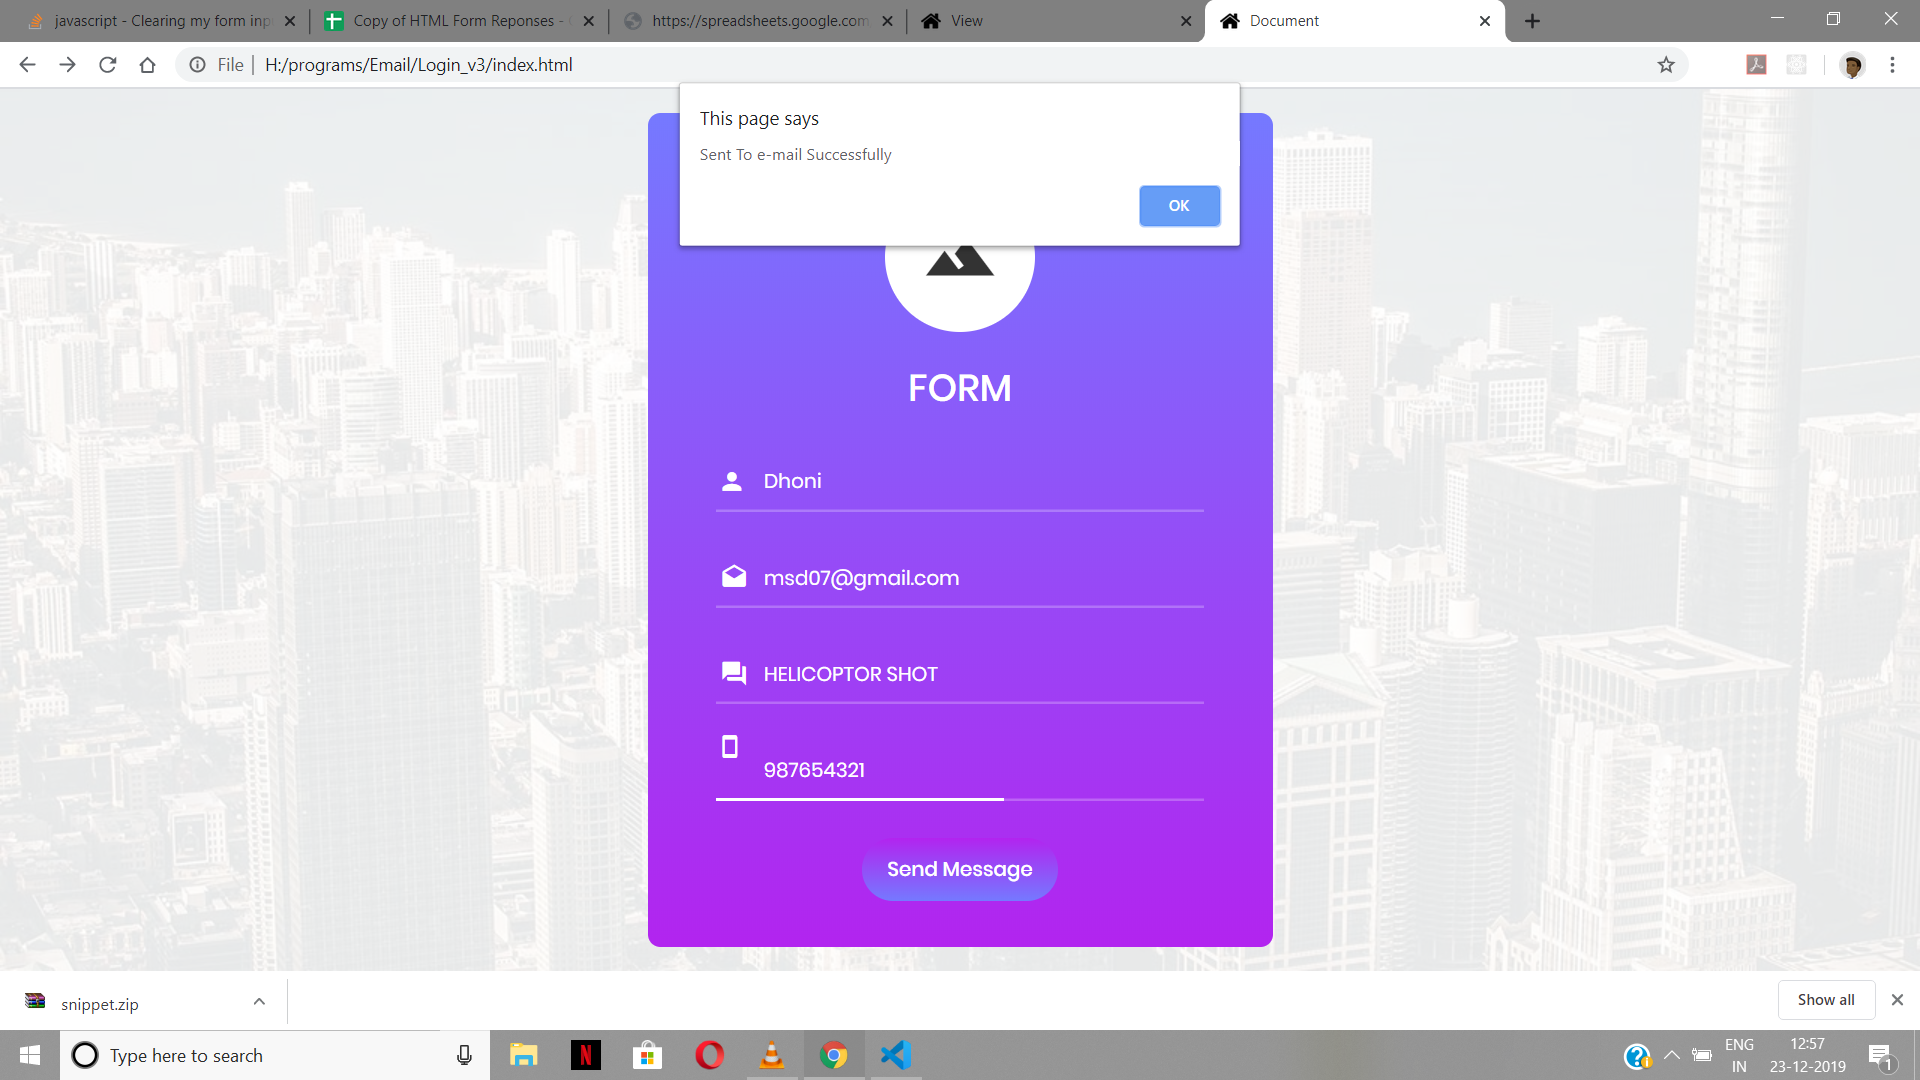 javascript - Clearing my form inp
Copy of HTML Form Reponses - 
https://spreadsheets.google.com
View
Document
File
H:/programs/Email/Login_v3/index.html
This page says
Sent To e-mail Successfully
OK
FORM
Dhoni
msd07@gmail.com
HELICOPTOR SHOT
987654321
Send Message
snippet.zip
Show all
Type here to search
ENG
IN
12:57
23-12-2019
1